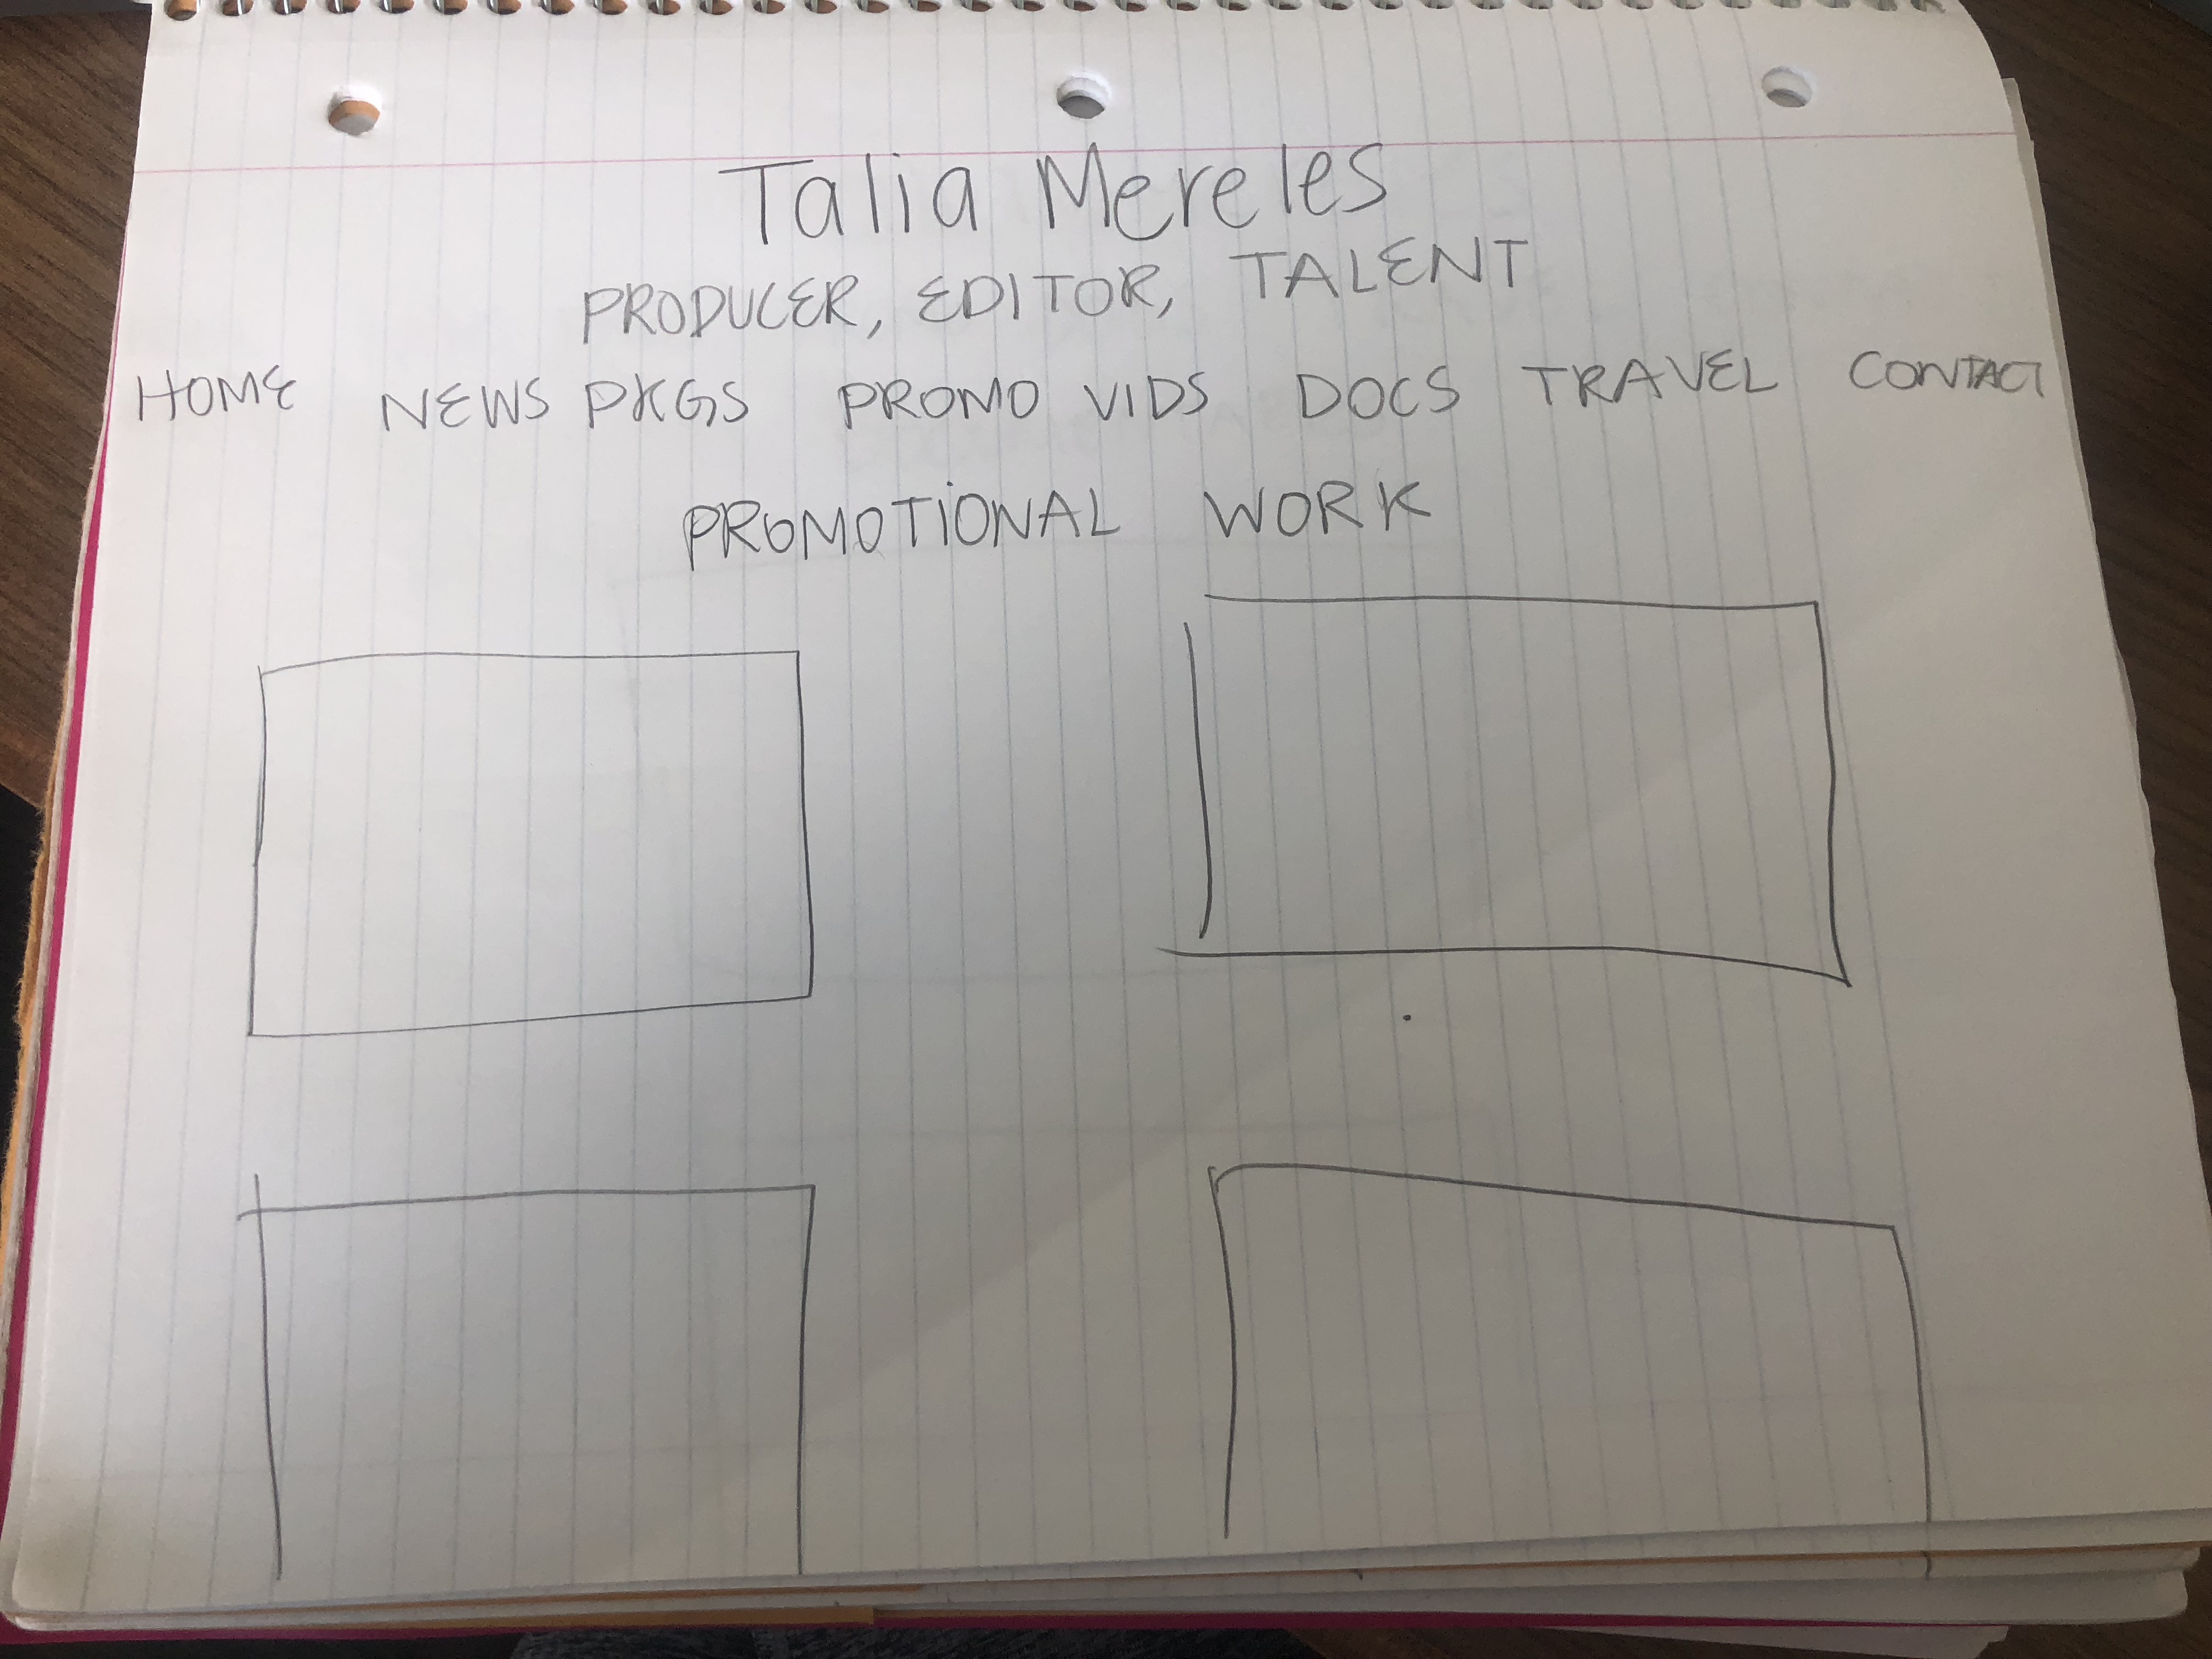 Talia Mereles
PRODUCER, EDITOR, TALENT
HOME NEWS PKGS PROMO VIDS DOCS TRAVEL CONTACT
PROMOTIONAL WORK